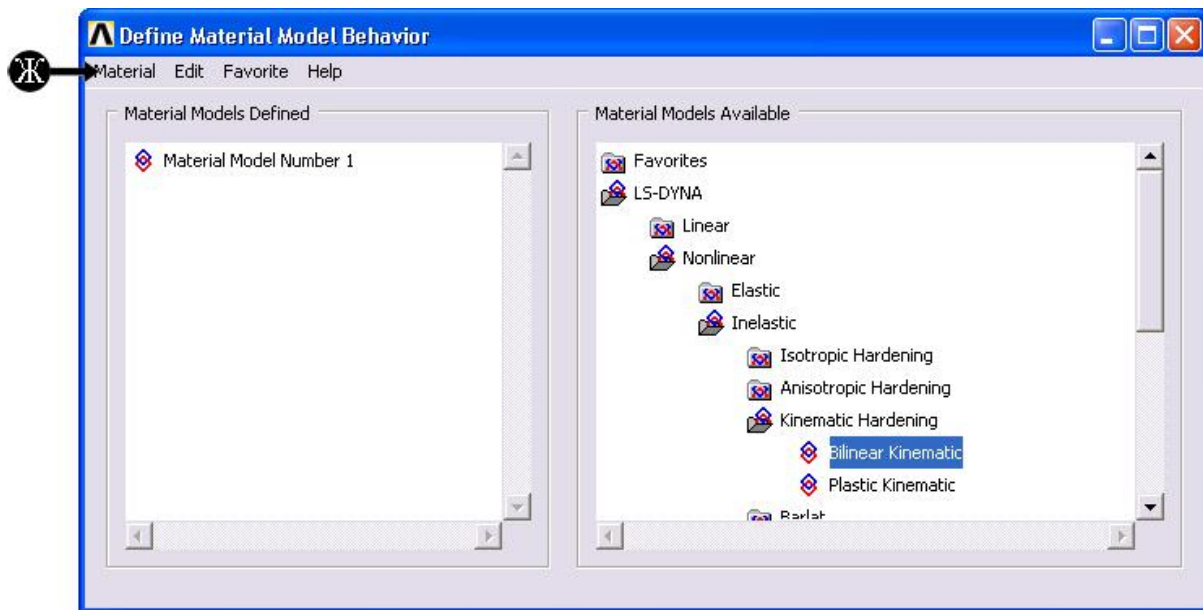 Define Material Model Behavior
Ж
Material Edit Favorite Help
Material Models Defined
Material Model Number 1
Material Models Available
Favorites
LS-DYNA
Linear
Nonlinear
Elastic
Inelastic
Isotropic Hardening
Anisotropic Hardening
Kinematic Hardening
Bilinear Kinematic
Plastic Kinematic
Barlat